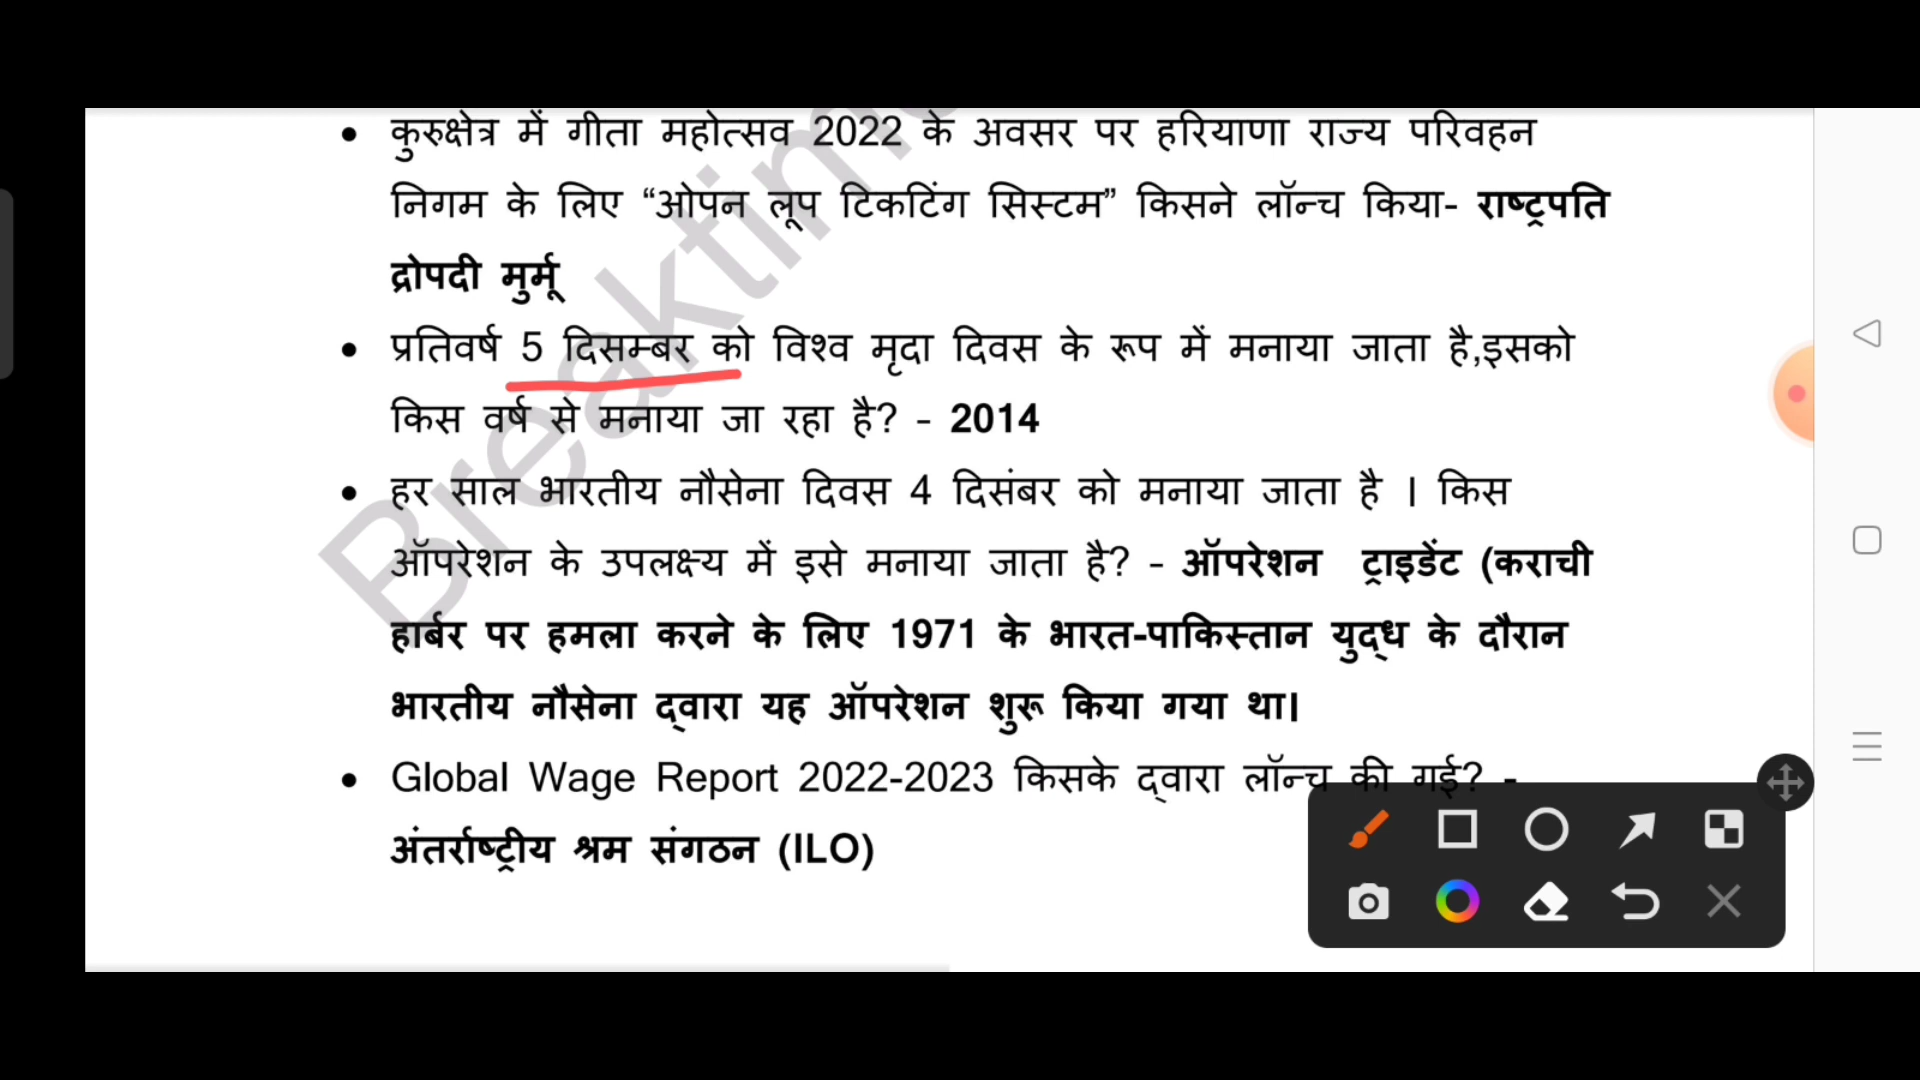 कुरुक्षेत्र में गीता महोत्सव 2022 के अवसर पर हरियाणा राज्य परिवहन
निगम के लिए “ओपन लूप टिकटिंग सिस्टम” किसने लॉन्च किया- राष्ट्रपति
द्रोपदी मुर्मू
प्रतिवर्ष 5 दिसम्बर को विश्व मृदा दिवस के रूप में मनाया जाता है,इसको
किस वर्ष से मनाया जा रहा है? - 2014
हर साल भारतीय नौसेना दिवस 4 दिसंबर को मनाया जाता है । किस
ऑपरेशन के उपलक्ष्य में इसे मनाया जाता है? - ऑपरेशन ट्राइडेंट (कराची
हार्बर पर हमला करने के लिए 1971 के भारत-पाकिस्तान युद्ध के दौरान
भारतीय नौसेना द्वारा यह ऑपरेशन शुरू किया गया था।
Global Wage Report 2022-2023 किसके द्वारा लॉन्च की गई? -
अंतर्राष्ट्रीय श्रम संगठन (ILO)